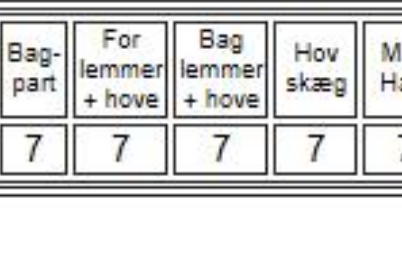 Bag-
part
For
lemmer
+ hove
Bag
lemmer
+ hove
Hov
skæg
7
7
7
7